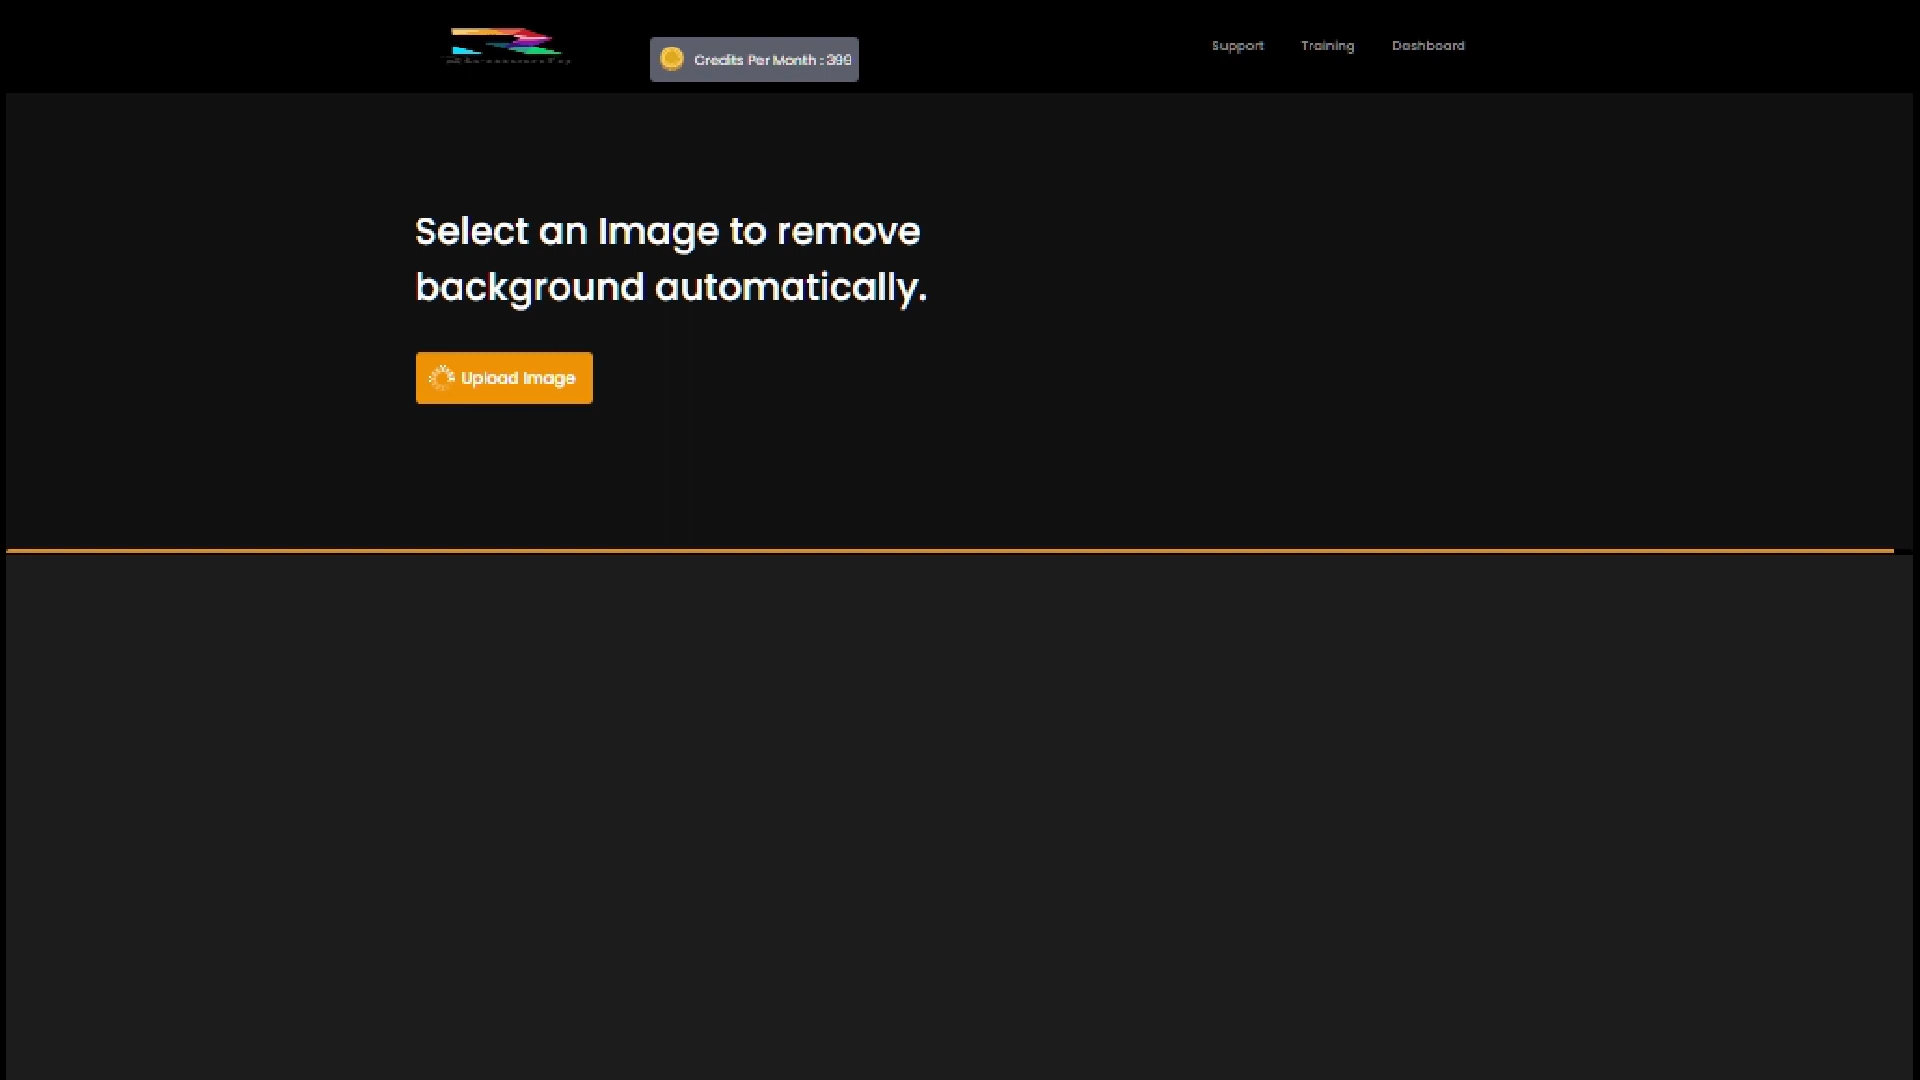 Credits Per Month : 399
Support
Training
Dashboard
Select an Image to remove
background automatically.
Upload Image